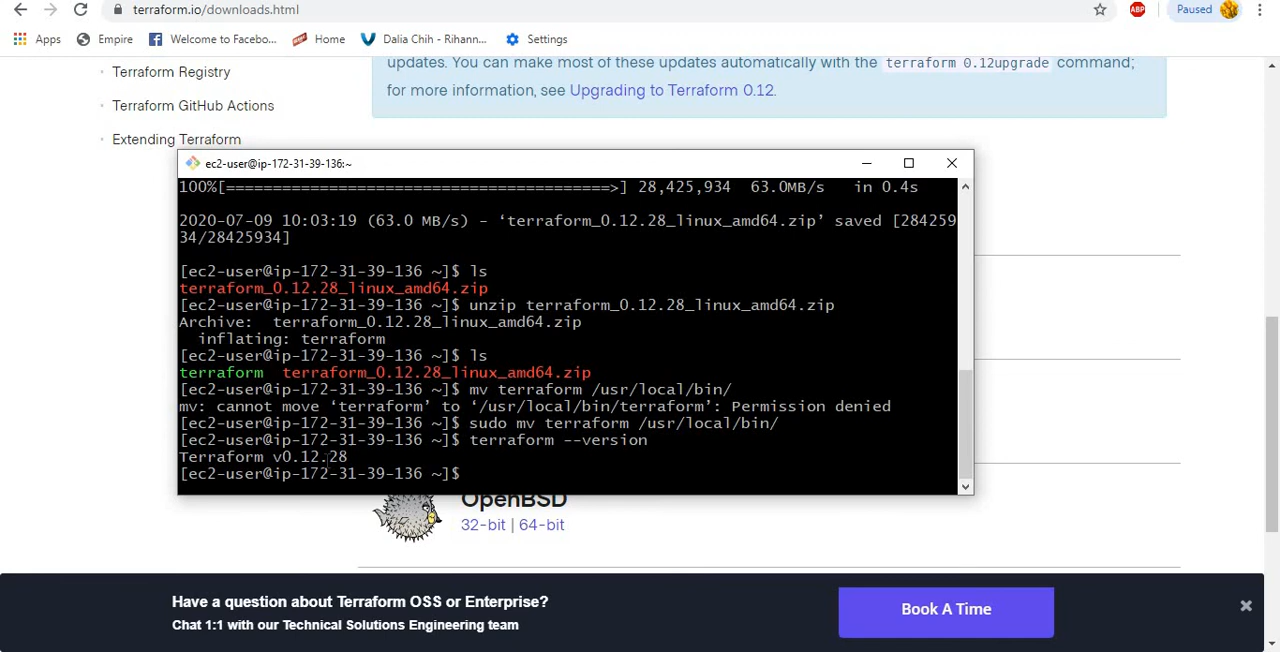 terraform.io/downloads.html
ABP
Paused
Apps
Empire
Welcome to Facebo...
Home
Dalia Chih - Rihann...
Settings
Terraform Registry
Terraform GitHub Actions
Extending Terraform
updates. You can make most of these updates automatically with the terraform 0.12upgrade command;
for more information, see Upgrading to Terraform 0.12.
ec2-user@ip-172-31-39-136:~
100%[========================================>] 28,425,934  63.0MB/s   in 0.4s
2020-07-09 10:03:19 (63.0 MB/s) - ‘terraform_0.12.28_linux_amd64.zip’ saved [284259
34/28425934]
[ec2-user@ip-172-31-39-136 ~]$ ls
terraform_0.12.28_linux_amd64.zip
[ec2-user@ip-172-31-39-136 ~]$ unzip terraform_0.12.28_linux_amd64.zip
Archive:  terraform_0.12.28_linux_amd64.zip
inflating: terraform
[ec2-user@ip-172-31-39-136 ~]$ ls
terraform  terraform_0.12.28_linux_amd64.zip
[ec2-user@ip-172-31-39-136 ~]$ mv terraform /usr/local/bin/
mv: cannot move ‘terraform’ to ‘/usr/local/bin/terraform’: Permission denied
[ec2-user@ip-172-31-39-136 ~]$ sudo mv terraform /usr/local/bin/
[ec2-user@ip-172-31-39-136 ~]$ terraform --version
Terraform v0.12.28
[ec2-user@ip-172-31-39-136 ~]$
OpenBSD
32-bit | 64-bit
Have a question about Terraform OSS or Enterprise?
Chat 1:1 with our Technical Solutions Engineering team
Book A Time